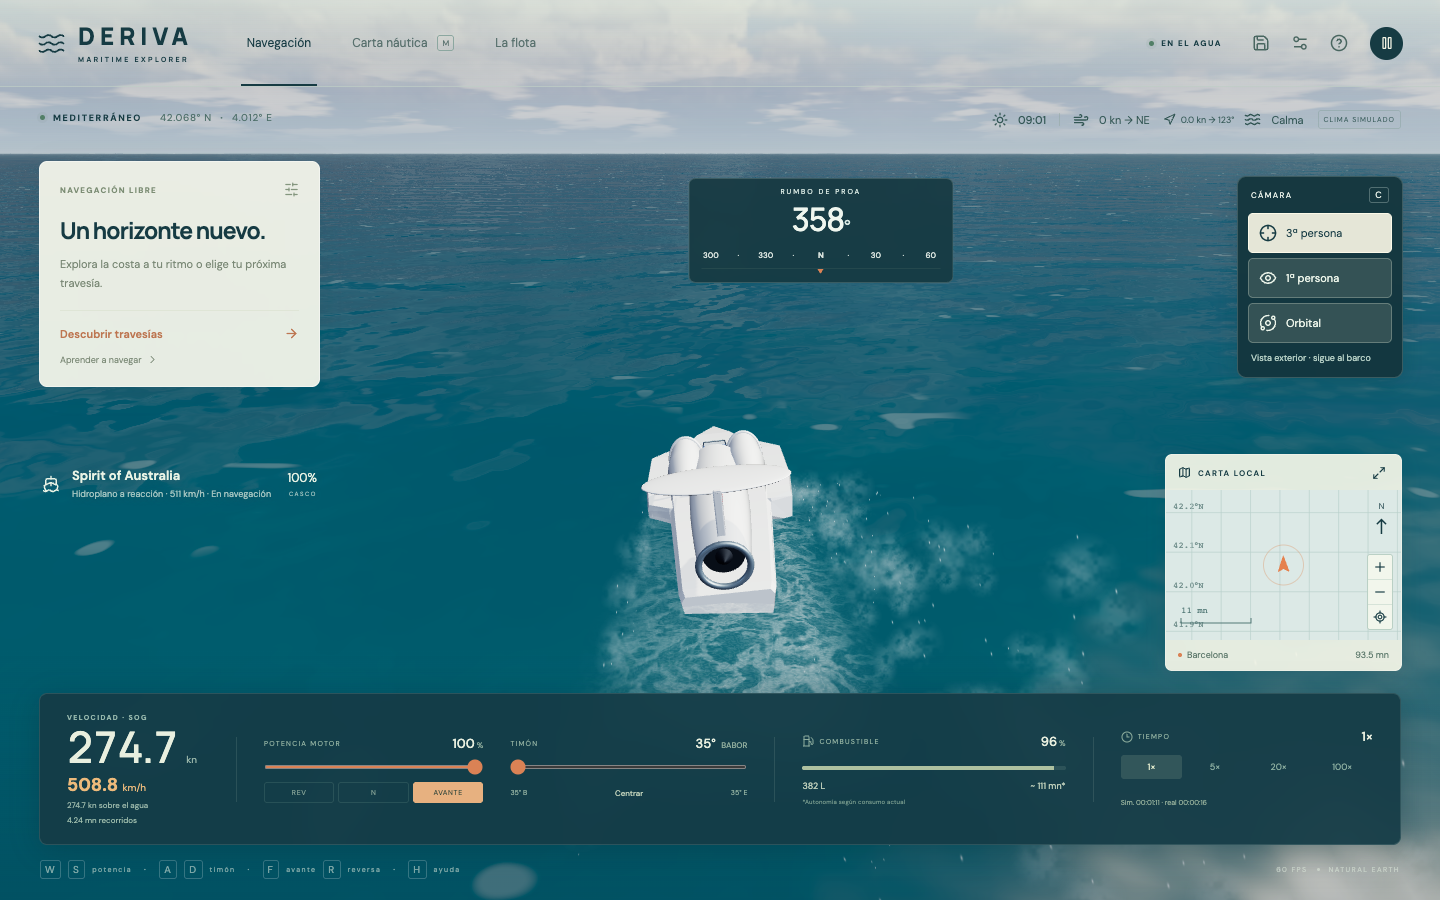 DERIVA
MARITIME EXPLORER
Navegación
Carta náutica M
La flota
EN EL AGUA
MEDITERRÁNEO 42.068° N · 4.012° E
09:01
0 kn → NE
0.0 kn → 123°
Calma
CLIMA SIMULADO
NAVEGACIÓN LIBRE
Un horizonte nuevo.
Explora la costa a tu ritmo o elige tu próxima
travesía.
Descubrir travesías
Aprender a navegar
RUMBO DE PROA
358°
300 · 330 · N · 30 · 60
CÁMARA C
3ª persona
1ª persona
Orbital
Vista exterior · sigue al barco
Spirit of Australia
Hidroplano a reacción · 511 km/h · En navegación
100%
CASCO
CARTA LOCAL
42.2°N
N
42.1°N
42.0°N
11 mn
41.9°N
Barcelona 93.5 mn
VELOCIDAD · SOG
274.7 kn
508.8 km/h
274.7 kn sobre el agua
4.24 mn recorridos
POTENCIA MOTOR 100 %
REV N AVANTE
TIMÓN 35° BABOR
35° B Centrar 35° E
COMBUSTIBLE 96 %
382 L ~ 111 mn*
*Autonomía según consumo actual
TIEMPO 1×
1× 5× 20× 100×
Sim. 00:01:11 · real 00:00:16
W S potencia · A D timón · F avante R reversa · H ayuda
60 FPS • NATURAL EARTH